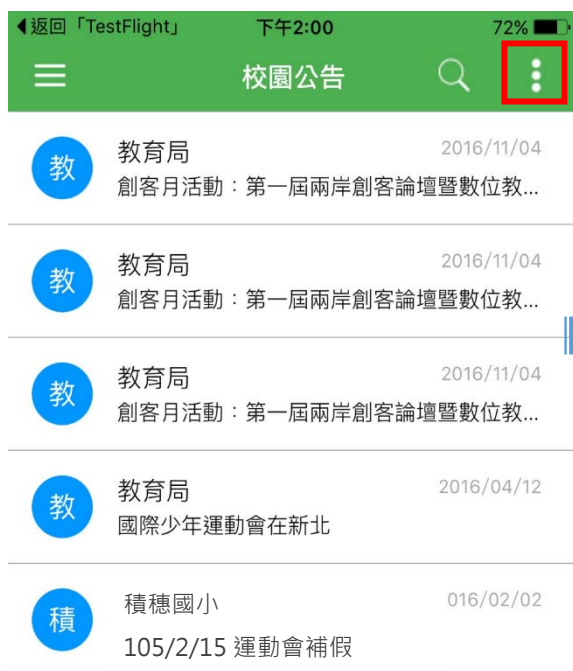 返回「TestFlight」 下午2:00 72%
校園公告
教 教育局 2016/11/04
創客月活動：第一屆兩岸創客論壇暨數位教...
教 教育局 2016/11/04
創客月活動：第一屆兩岸創客論壇暨數位教...
教 教育局 2016/11/04
創客月活動：第一屆兩岸創客論壇暨數位教...
教 教育局 2016/04/12
國際少年運動會在新北
積 積穗國小 016/02/02
105/2/15 運動會補假